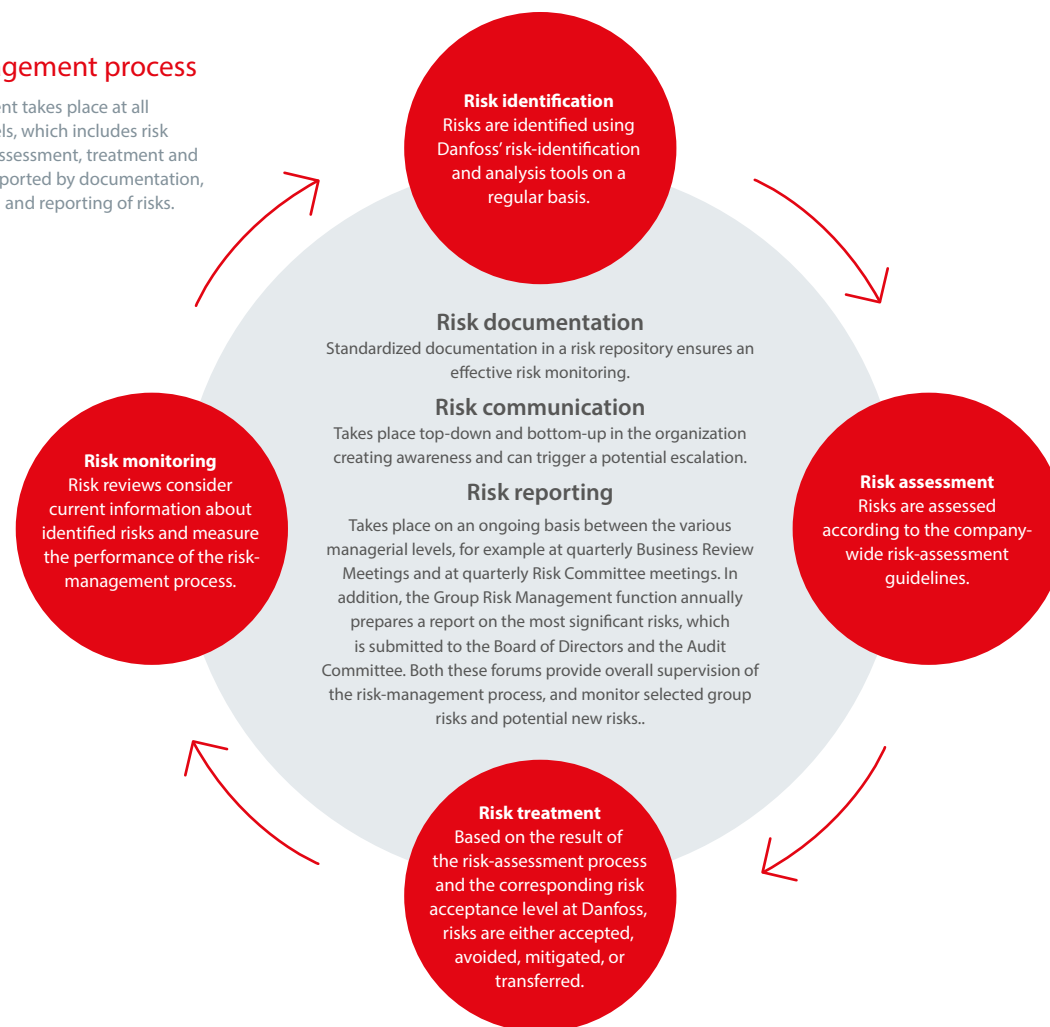 gement process
ent takes place at all
els, which includes risk
ssessment, treatment and
ported by documentation,
and reporting of risks.
Risk identification
Risks are identified using
Danfoss’ risk-identification
and analysis tools on a
regular basis.
Risk documentation
Standardized documentation in a risk repository ensures an
effective risk monitoring.
Risk communication
Takes place top-down and bottom-up in the organization
creating awareness and can trigger a potential escalation.
Risk reporting
Takes place on an ongoing basis between the various
managerial levels, for example at quarterly Business Review
Meetings and at quarterly Risk Committee meetings. In
addition, the Group Risk Management function annually
prepares a report on the most significant risks, which
is submitted to the Board of Directors and the Audit
Committee. Both these forums provide overall supervision of
the risk-management process, and monitor selected group
risks and potential new risks..
Risk monitoring
Risk reviews consider
current information about
identified risks and measure
the performance of the risk-
management process.
Risk assessment
Risks are assessed
according to the company-
wide risk-assessment
guidelines.
Risk treatment
Based on the result of
the risk-assessment process
and the corresponding risk
acceptance level at Danfoss,
risks are either accepted,
avoided, mitigated, or
transferred.